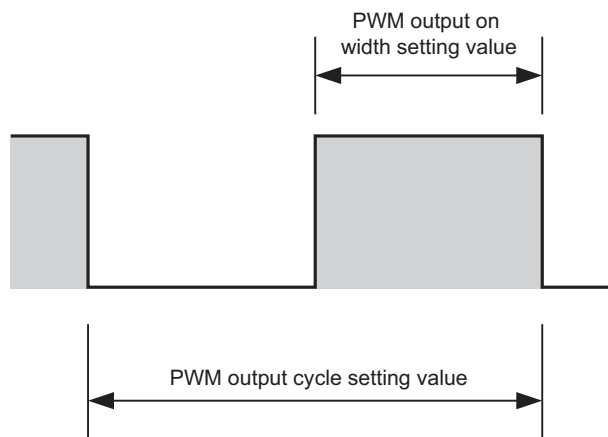 PWM output on
width setting value
PWM output cycle setting value